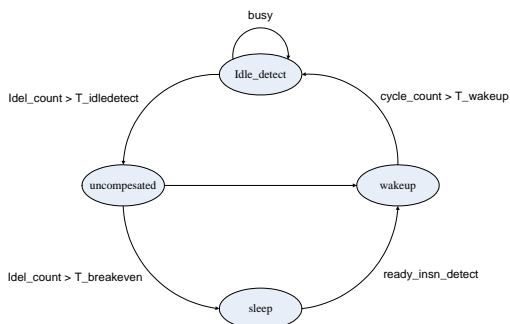 busy
Idle_detect
Idel_count > T_idledetect
cycle_count > T_wakeup
uncompesated
wakeup
Idel_count > T_breakeven
ready_insn_detect
sleep